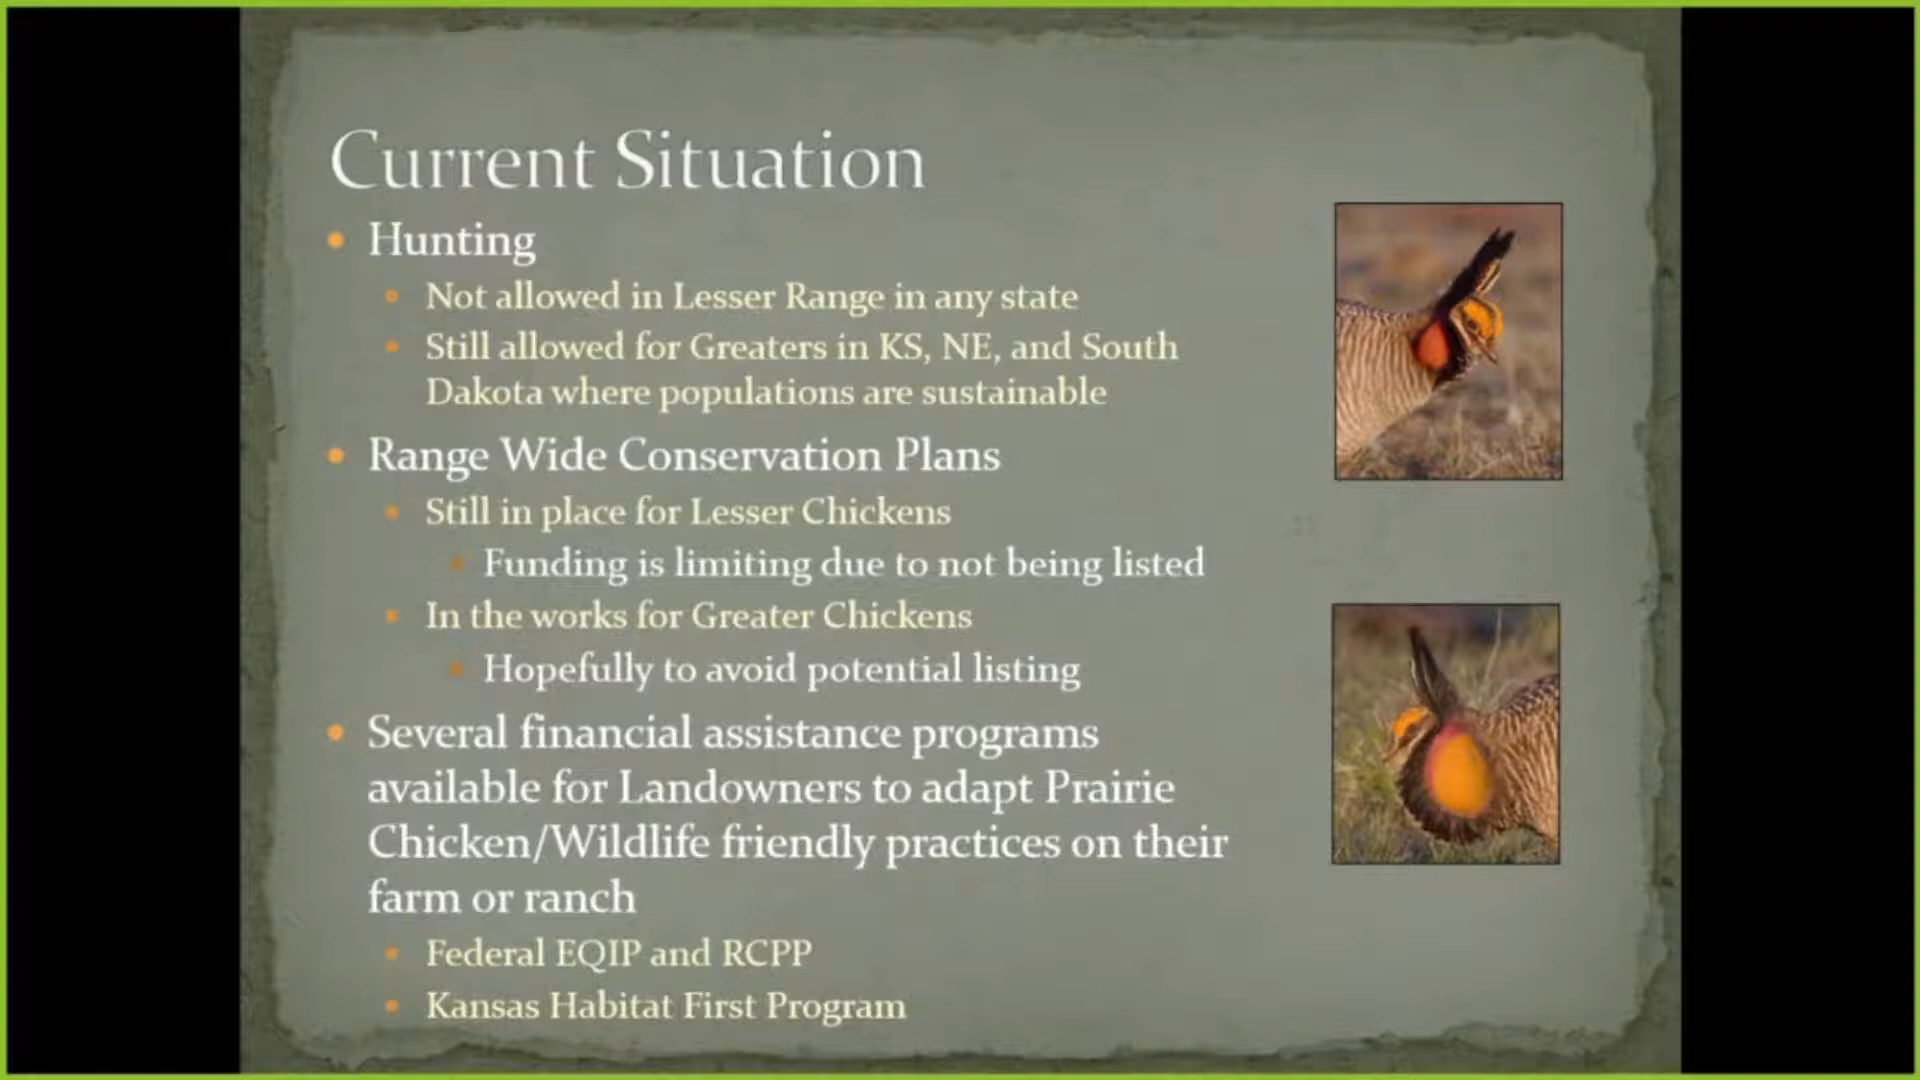 Current Situation
Hunting
Not allowed in Lesser Range in any state
Still allowed for Greaters in KS, NE, and South
Dakota where populations are sustainable
Range Wide Conservation Plans
Still in place for Lesser Chickens
Funding is limiting due to not being listed
In the works for Greater Chickens
Hopefully to avoid potential listing
Several financial assistance programs
available for Landowners to adapt Prairie
Chicken/Wildlife friendly practices on their
farm or ranch
Federal EQIP and RCPP
Kansas Habitat First Program